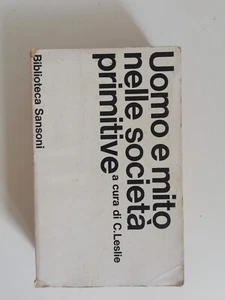 Uomo e mito
nelle società
primitive
a cura di C. Leslie
Biblioteca Sansoni